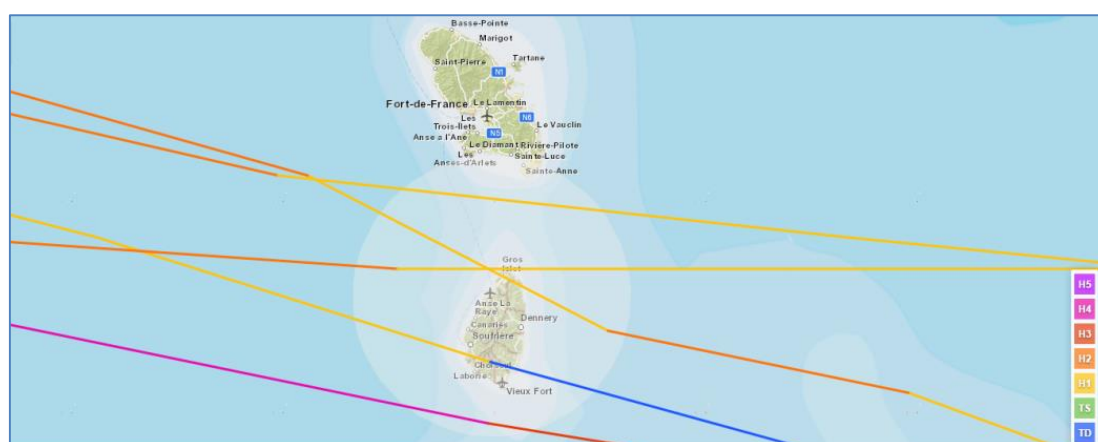 Basse-Pointe
Marigot
Saint-Pierre
Tartane
N1
Fort-de-France
Le Lamentin
Les
Trois-Ilets
N6
Le Vauclin
Anse a l'Ane
N5
Le Diamant
Rivière-Pilote
Les
Anses-d'Arlets
Sainte-Luce
Sainte-Anne
Gros
Islet
Anse La
Raye
Canaries
Dennery
Soufriere
Choiseul
Laborie
Vieux Fort
H5
H4
H3
H2
H1
TS
TD